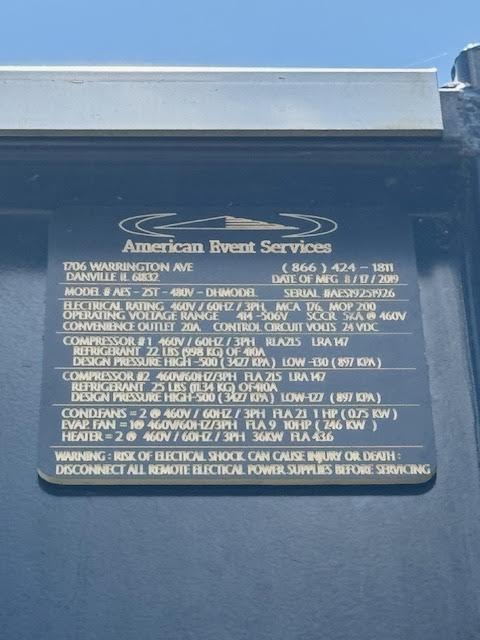 American Event Services
1706 WARRINGTON AVE ( 866 ) 424 - 1811
DANVILLE IL 61832 DATE OF MFG 8 / 17 / 2019
MODEL # AES - 25T - 480V - DHMODEL SERIAL #AES19251926
ELECTRICAL RATING 460V / 60HZ / 3PH, MCA 176, MOP 200
OPERATING VOLTAGE RANGE 414 -506V SCCR 5KA @ 460V
CONVENIENCE OUTLET 20A CONTROL CIRCUIT VOLTS 24 VDC
COMPRESSOR # 1 460V / 60HZ / 3PH RLA21.5 LRA 147
REFRIGERANT 22 LBS (9.98 KG) OF 410A
DESIGN PRESSURE HIGH -500 ( 3427 KPA ) LOW -130 ( 897 KPA )
COMPRESSOR #2 460V/60HZ/3PH FLA 21.5 LRA 147
REFRIGERANT 25 LBS (11.34 KG) OF 410A
DESIGN PRESSURE HIGH-500 ( 3427 KPA ) LOW-127 ( 897 KPA )
COND.FANS = 2 @ 460V / 60HZ / 3PH FLA 2.1 1 HP ( 0.75 KW )
EVAP. FAN = 1@ 460V/60HZ/3PH FLA 9 10HP ( 7.46 KW )
HEATER = 2 @ 460V / 60HZ / 3PH 36KW FLA 43.6
WARNING : RISK OF ELECTICAL SHOCK CAN CAUSE INJURY OR DEATH :
DISCONNECT ALL REMOTE ELECTICAL POWER SUPPLIES BEFORE SERVICING